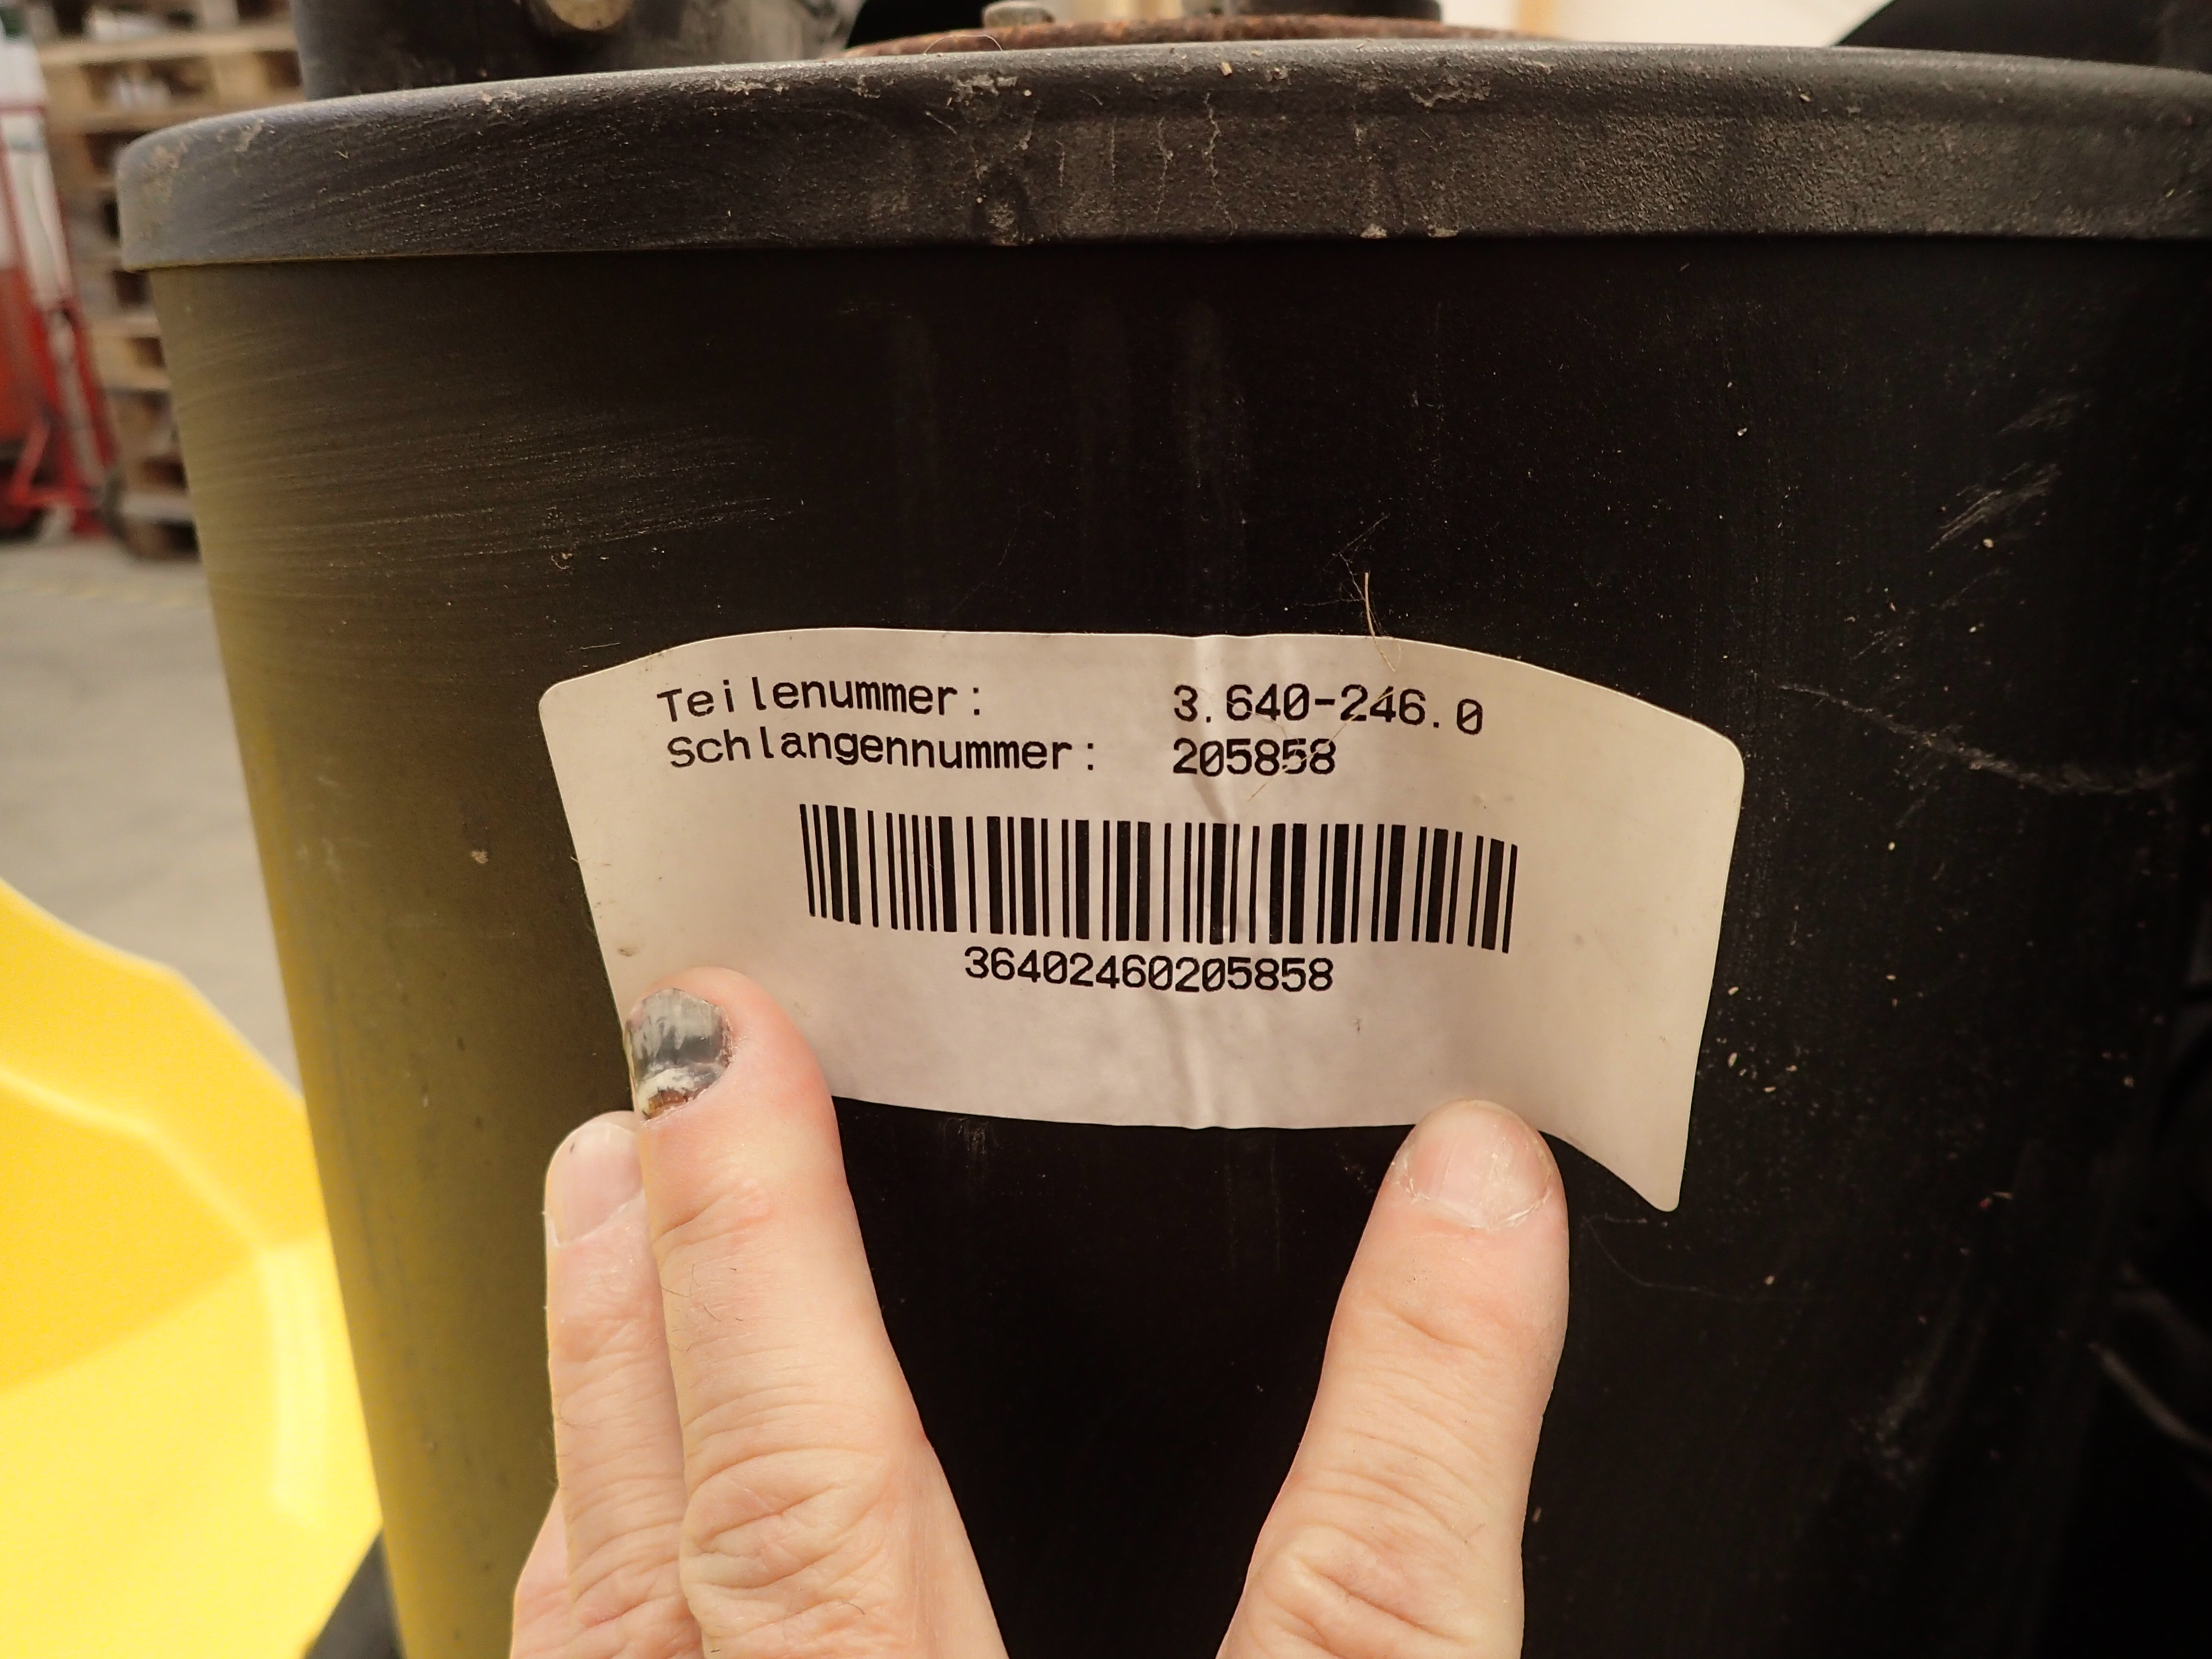 Teilenummer: 3.640-246.0
Schlangennummer: 205858
36402460205858